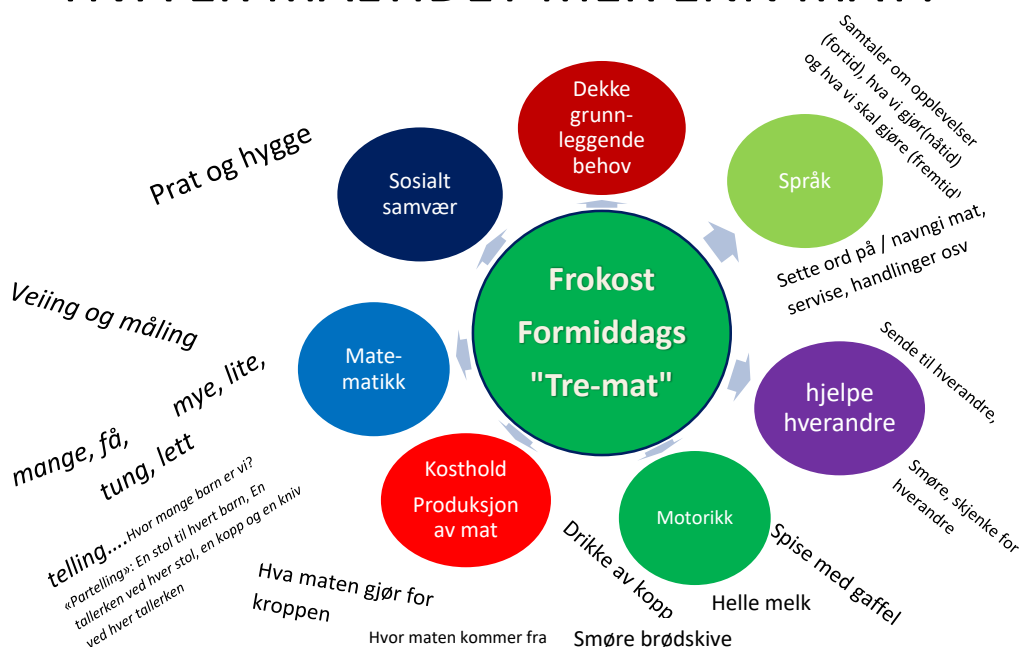 Dekke
grunn-
leggende
behov
Samtaler om opplevelser
(fortid), hva vi gjør(nåtid)
og hva vi skal gjøre (fremtid)
Språk
Sette ord på / navngi mat,
servise, handlinger osv
Prat og hygge
Sosialt
samvær
Frokost
Formiddags
"Tre-mat"
Veiing og måling
Mate-
matikk
mye, lite,
mange, få,
tung, lett
telling....Hvor mange barn er vi?
«Partelling»: En stol til hvert barn, En
tallerken ved hver stol, en kopp og en kniv
ved hver tallerken
hjelpe
hverandre
Sende til hverandre,
Smøre, skjenke for
hverandre
Kosthold
Produksjon
av mat
Hva maten gjør for
kroppen
Hvor maten kommer fra
Motorikk
Drikke av kopp
Spise med gaffel
Helle melk
Smøre brødskive